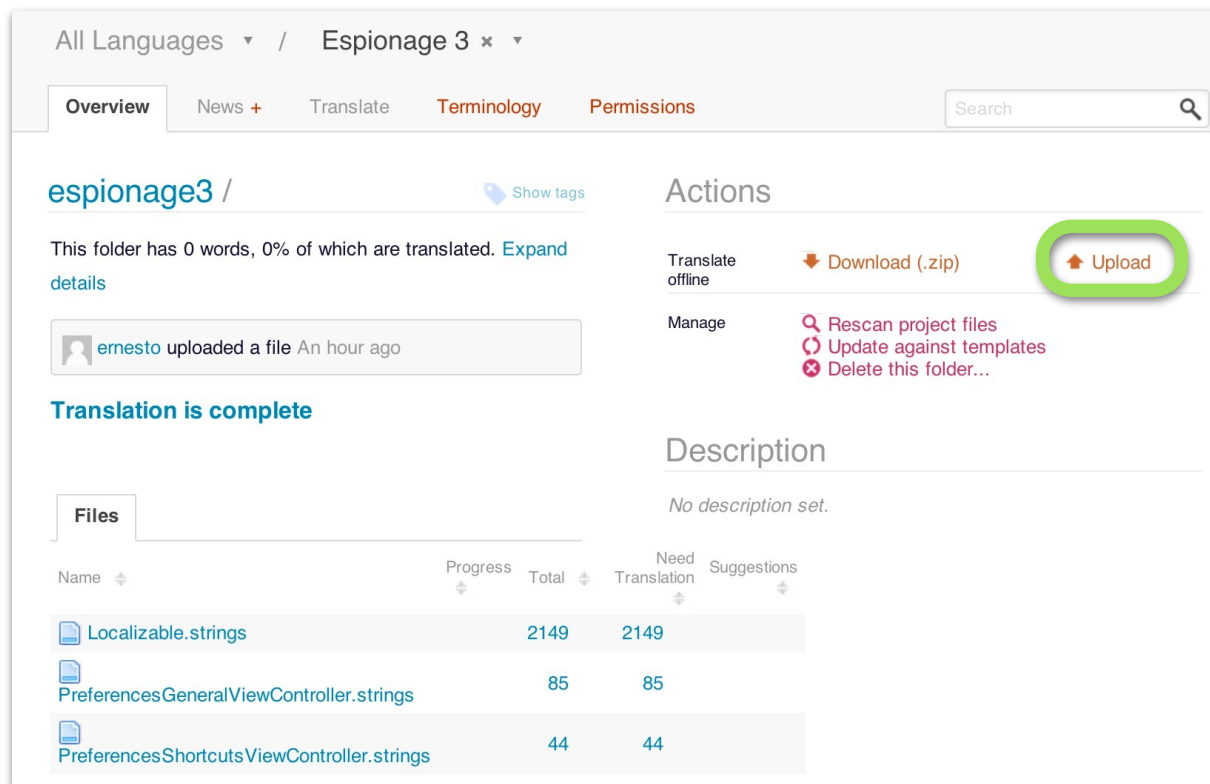 All Languages ▾ / Espionage 3 × ▾
Overview News + Translate Terminology Permissions Search
espionage3 / Show tags
This folder has 0 words, 0% of which are translated. Expand
details
ernesto uploaded a file An hour ago
Translation is complete
Actions
Translate
offline
Download (.zip) Upload
Manage
Rescan project files
Update against templates
Delete this folder...
Description
No description set.
Files
Name Progress Total Need
Translation Suggestions
Localizable.strings 2149 2149
PreferencesGeneralViewController.strings 85 85
PreferencesShortcutsViewController.strings 44 44